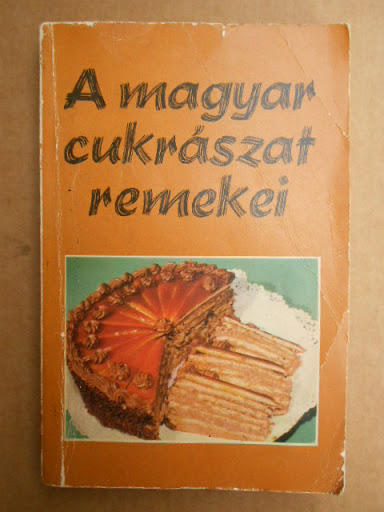 A magyar
cukrászat
remekei